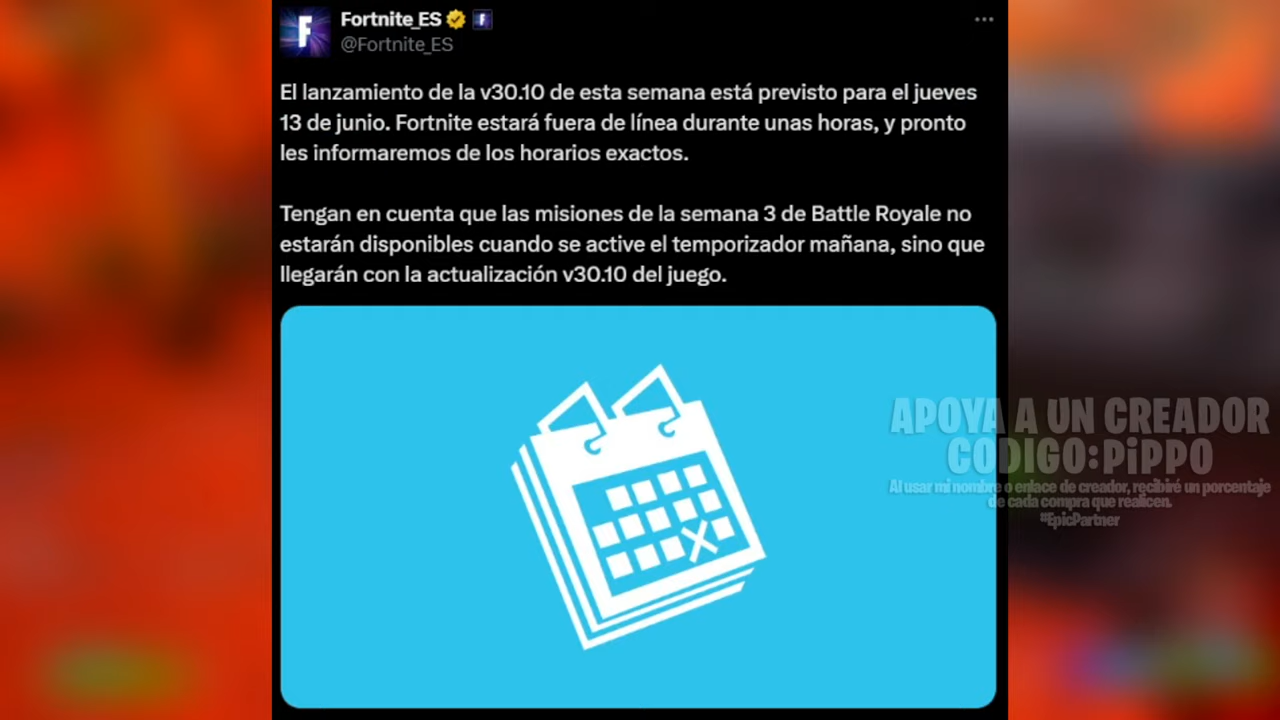 Fortnite_ES
@Fortnite_ES
El lanzamiento de la v30.10 de esta semana está previsto para el jueves
13 de junio. Fortnite estará fuera de línea durante unas horas, y pronto
les informaremos de los horarios exactos.
Tengan en cuenta que las misiones de la semana 3 de Battle Royale no
estarán disponibles cuando se active el temporizador mañana, sino que
llegarán con la actualización v30.10 del juego.
APOYA A UN CREADOR
CODIGO:PiPPO
Al usar mi nombre o enlace de creador, recibiré un porcentaje
de cada compra que realicen.
#EpicPartner